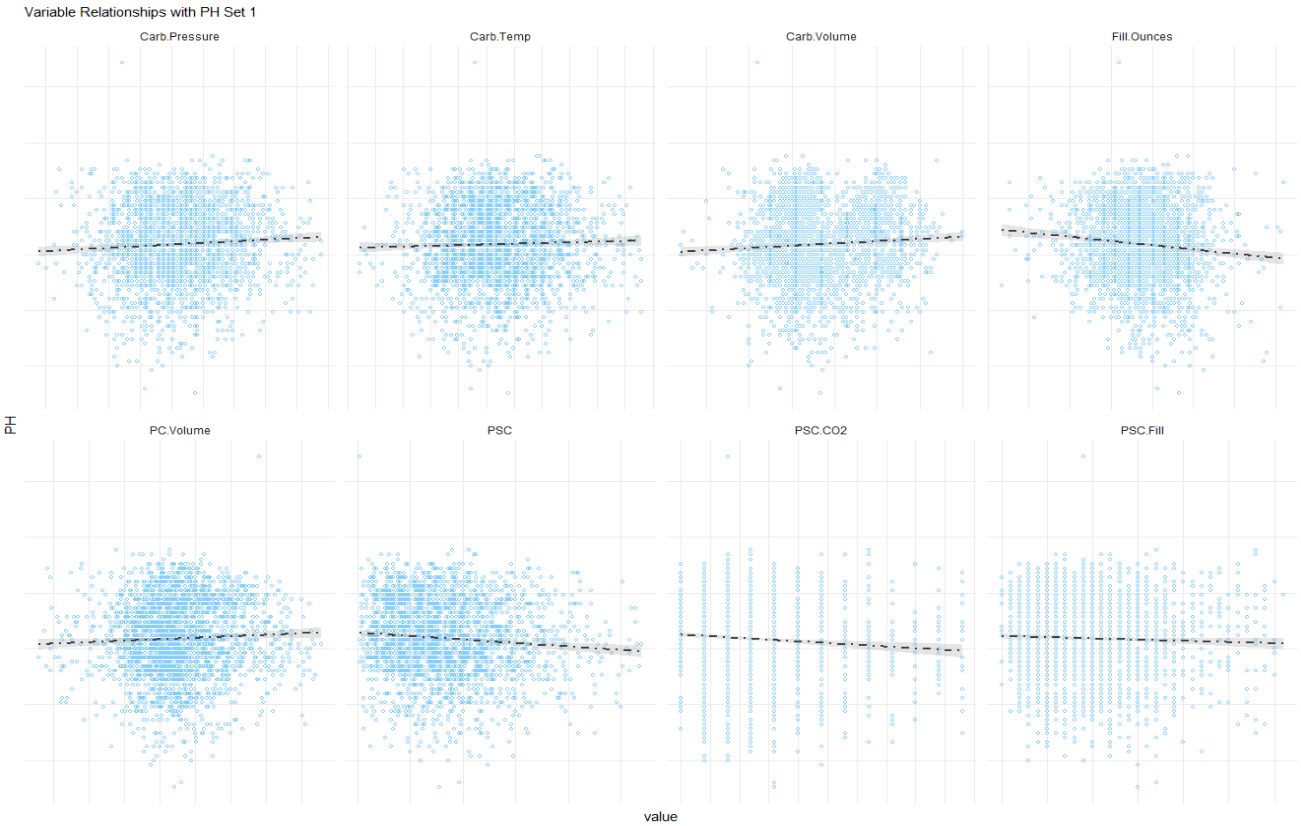 Variable Relationships with PH Set 1
Carb.Pressure
Carb.Temp
Carb.Volume
Fill.Ounces
PH
PC.Volume
PSC
PSC.CO2
PSC.Fill
value